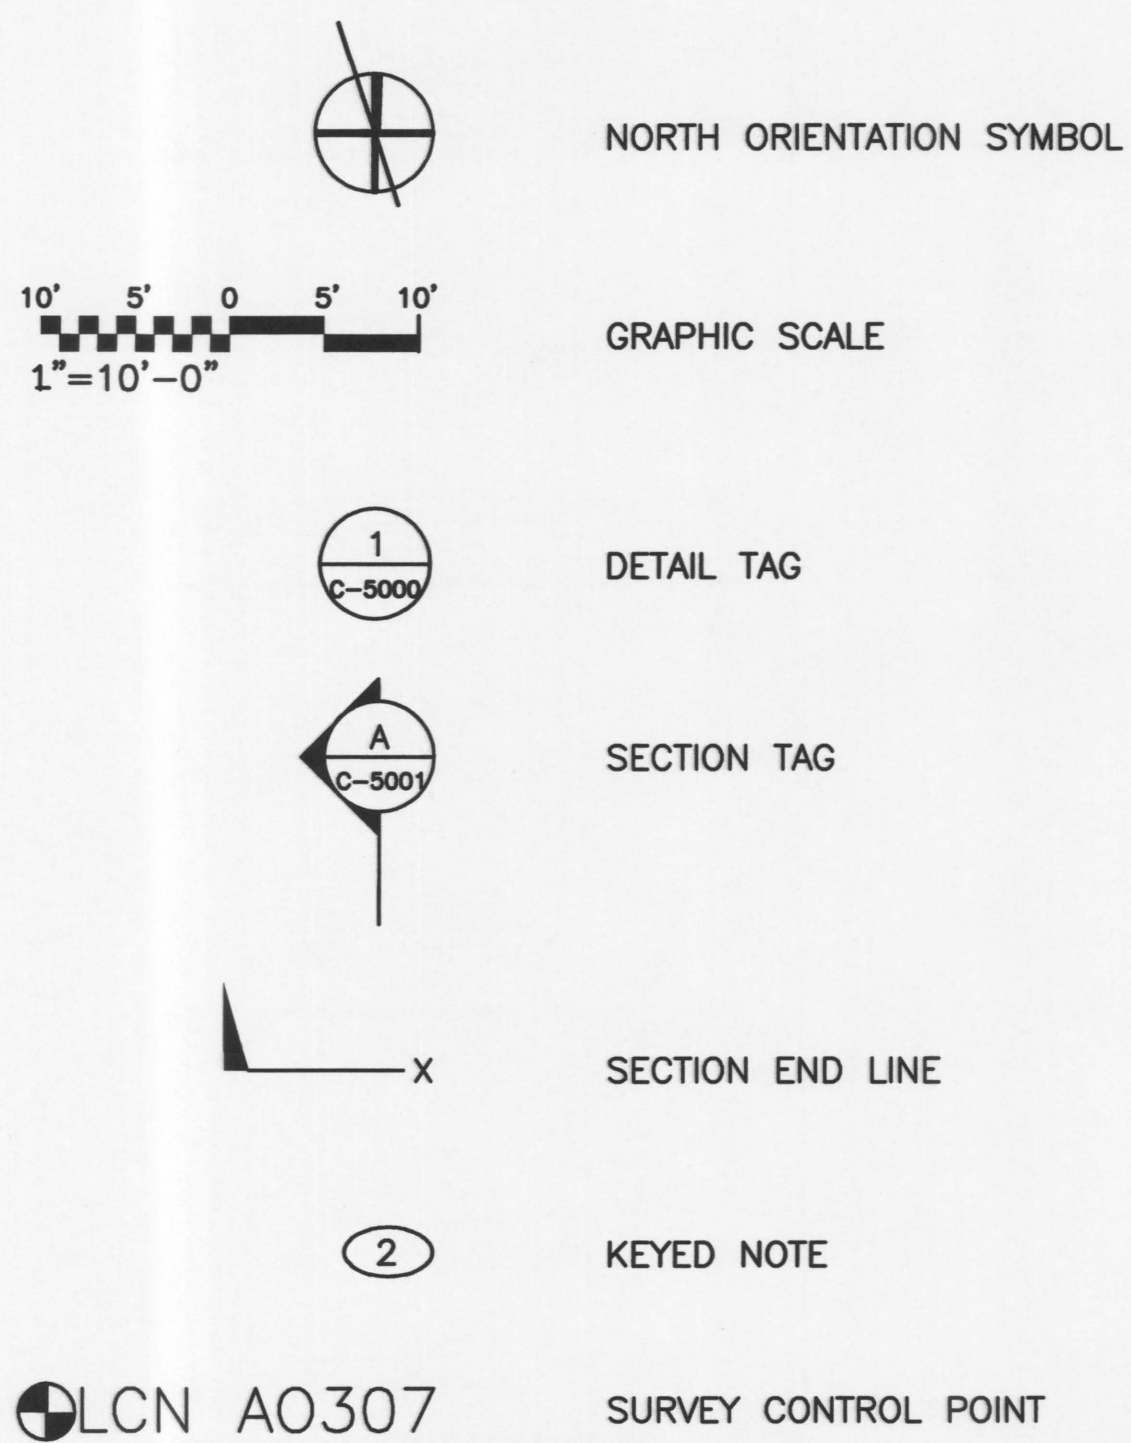 NORTH ORIENTATION SYMBOL
10' 5' 0 5' 10'
1"=10'-0"
GRAPHIC SCALE
1
C-5000
DETAIL TAG
A
C-5001
SECTION TAG
X
SECTION END LINE
2
KEYED NOTE
LCN AO307
SURVEY CONTROL POINT